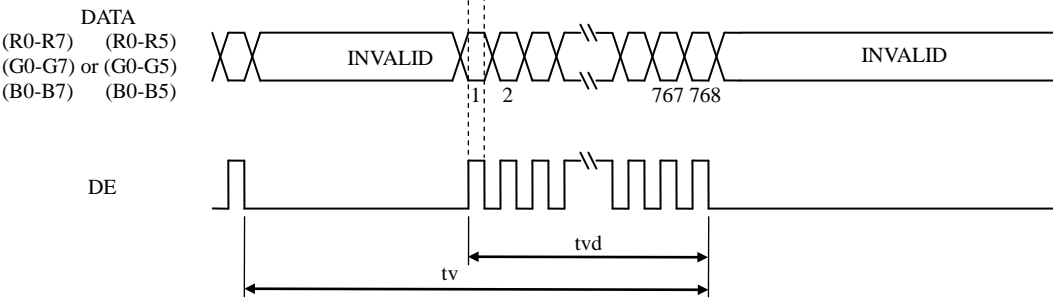 DATA
(R0-R7) (R0-R5)
(G0-G7) or (G0-G5)
(B0-B7) (B0-B5)
INVALID
INVALID
1 2 767 768
DE
tvd
tv